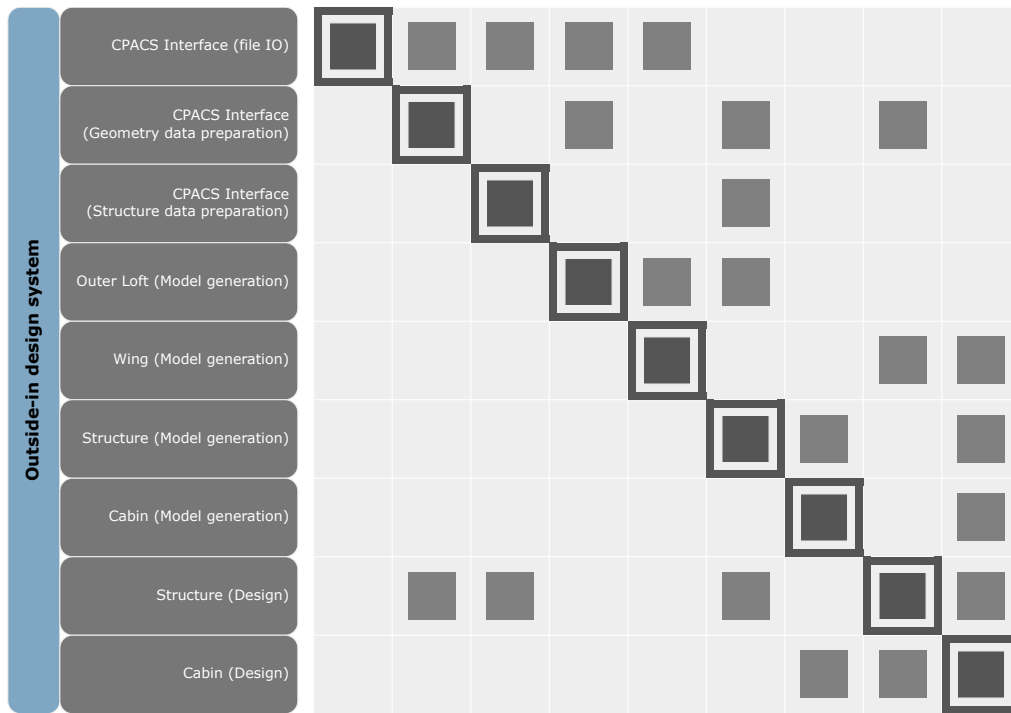 Outside-in design system
CPACS Interface (file IO)
CPACS Interface
(Geometry data preparation)
CPACS Interface
(Structure data preparation)
Outer Loft (Model generation)
Wing (Model generation)
Structure (Model generation)
Cabin (Model generation)
Structure (Design)
Cabin (Design)